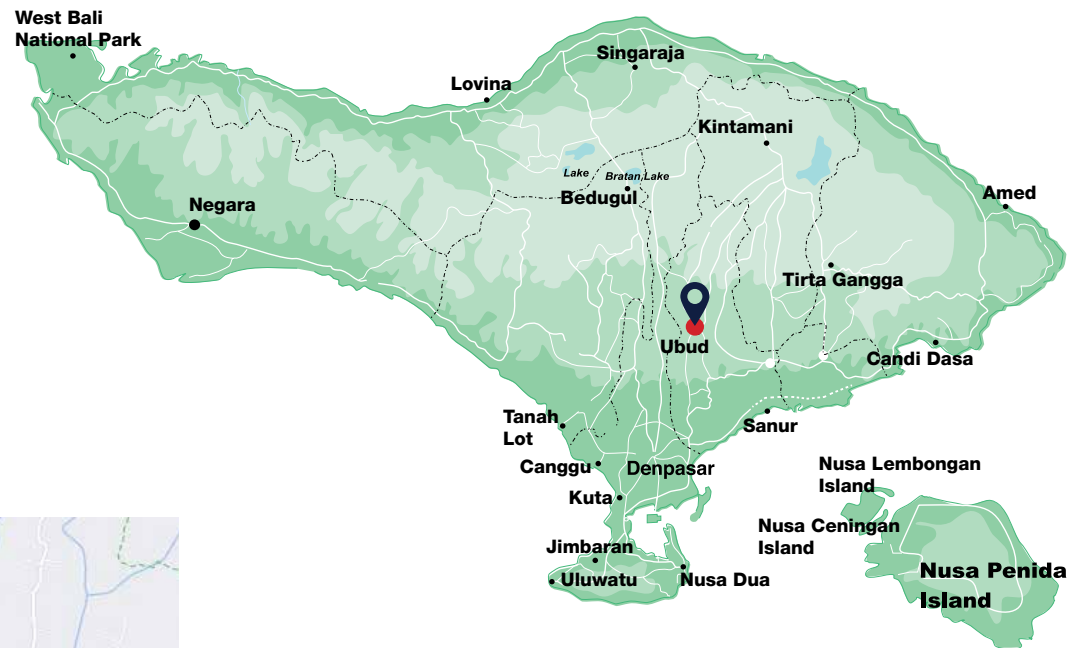 West Bali
National Park
Singaraja
Lovina
Kintamani
Lake
Bratan Lake
Bedugul
Amed
Negara
Tirta Gangga
Ubud
Candi Dasa
Tanah
Lot
Sanur
Canggu
Denpasar
Nusa Lembongan
Island
Kuta
Nusa Ceningan
Island
Jimbaran
Uluwatu
Nusa Dua
Nusa Penida
Island